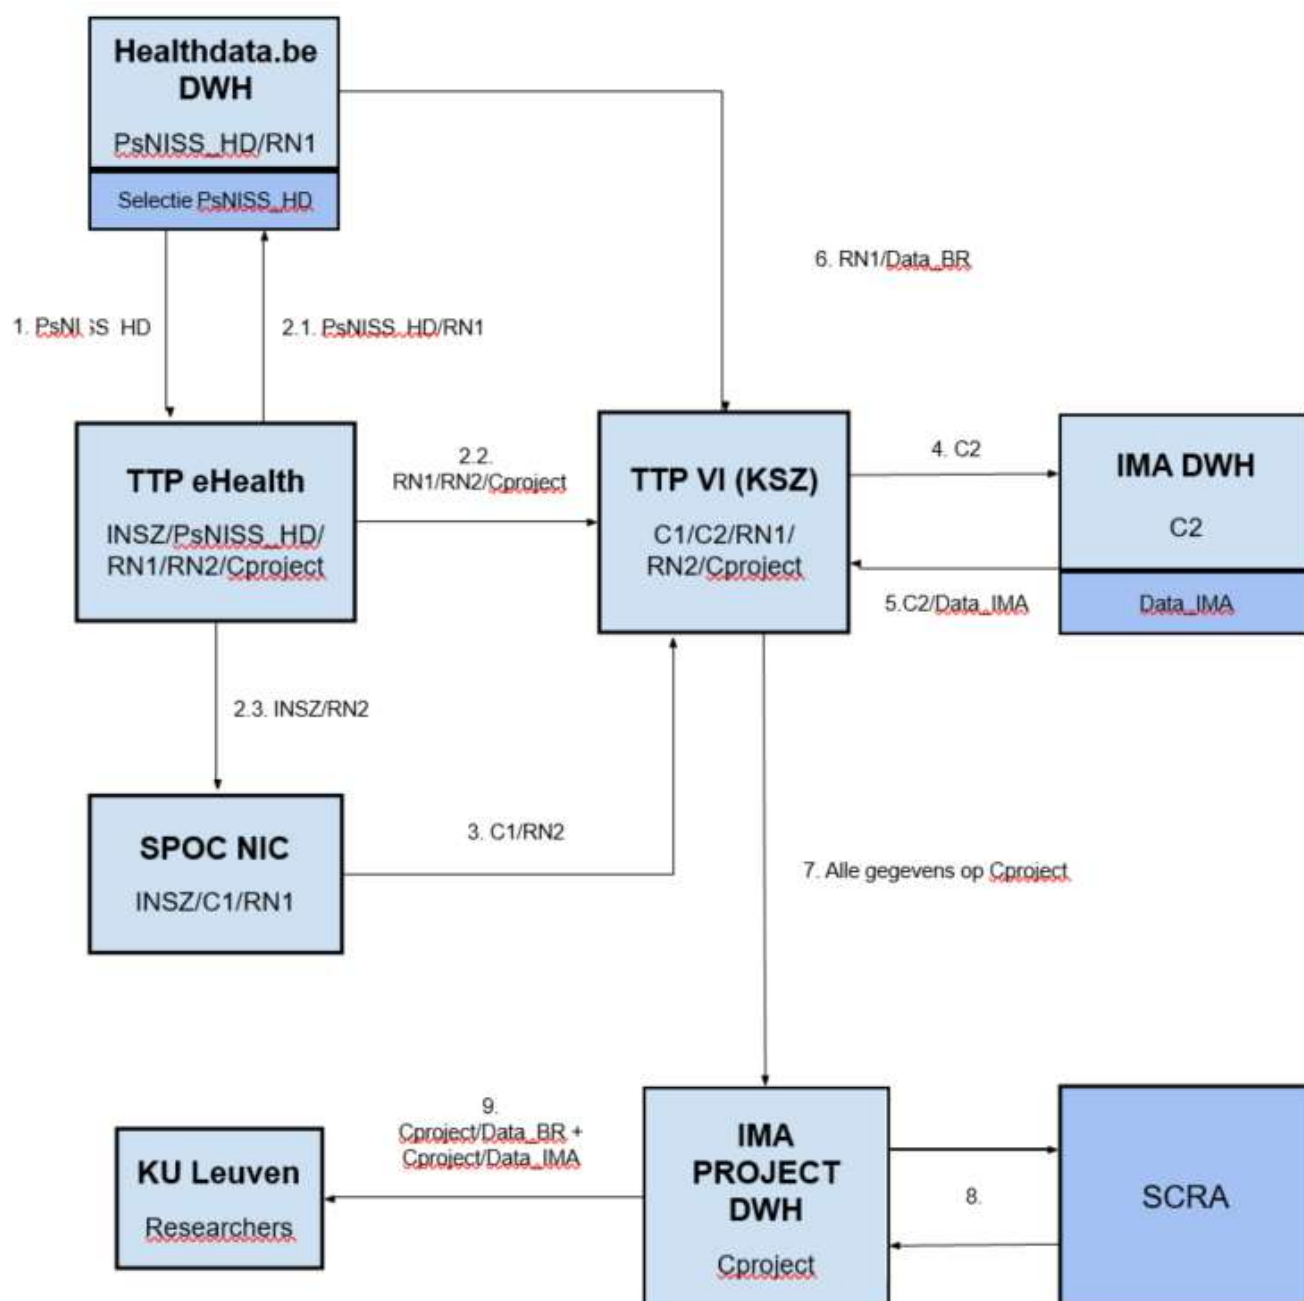 Healthdata.be
DWH
PsNISS_HD/RN1
Selectie PsNISS_HD
6. RN1/Data_BR
1. PsNISS HD
2.1. PsNISS_HD/RN1
TTP eHealth
INSZ/PsNISS_HD/
RN1/RN2/Cproject
2.2.
RN1/RN2/Cproject
TTP VI (KSZ)
C1/C2/RN1/
RN2/Cproject
4. C2
IMA DWH
C2
5.C2/Data_IMA
Data_IMA
2.3. INSZ/RN2
SPOC NIC
INSZ/C1/RN1
3. C1/RN2
7. Alle gegevens op Cproject
KU Leuven
Researchers
9.
Cproject/Data_BR +
Cproject/Data_IMA
IMA
PROJECT
DWH
Cproject
8.
SCRA